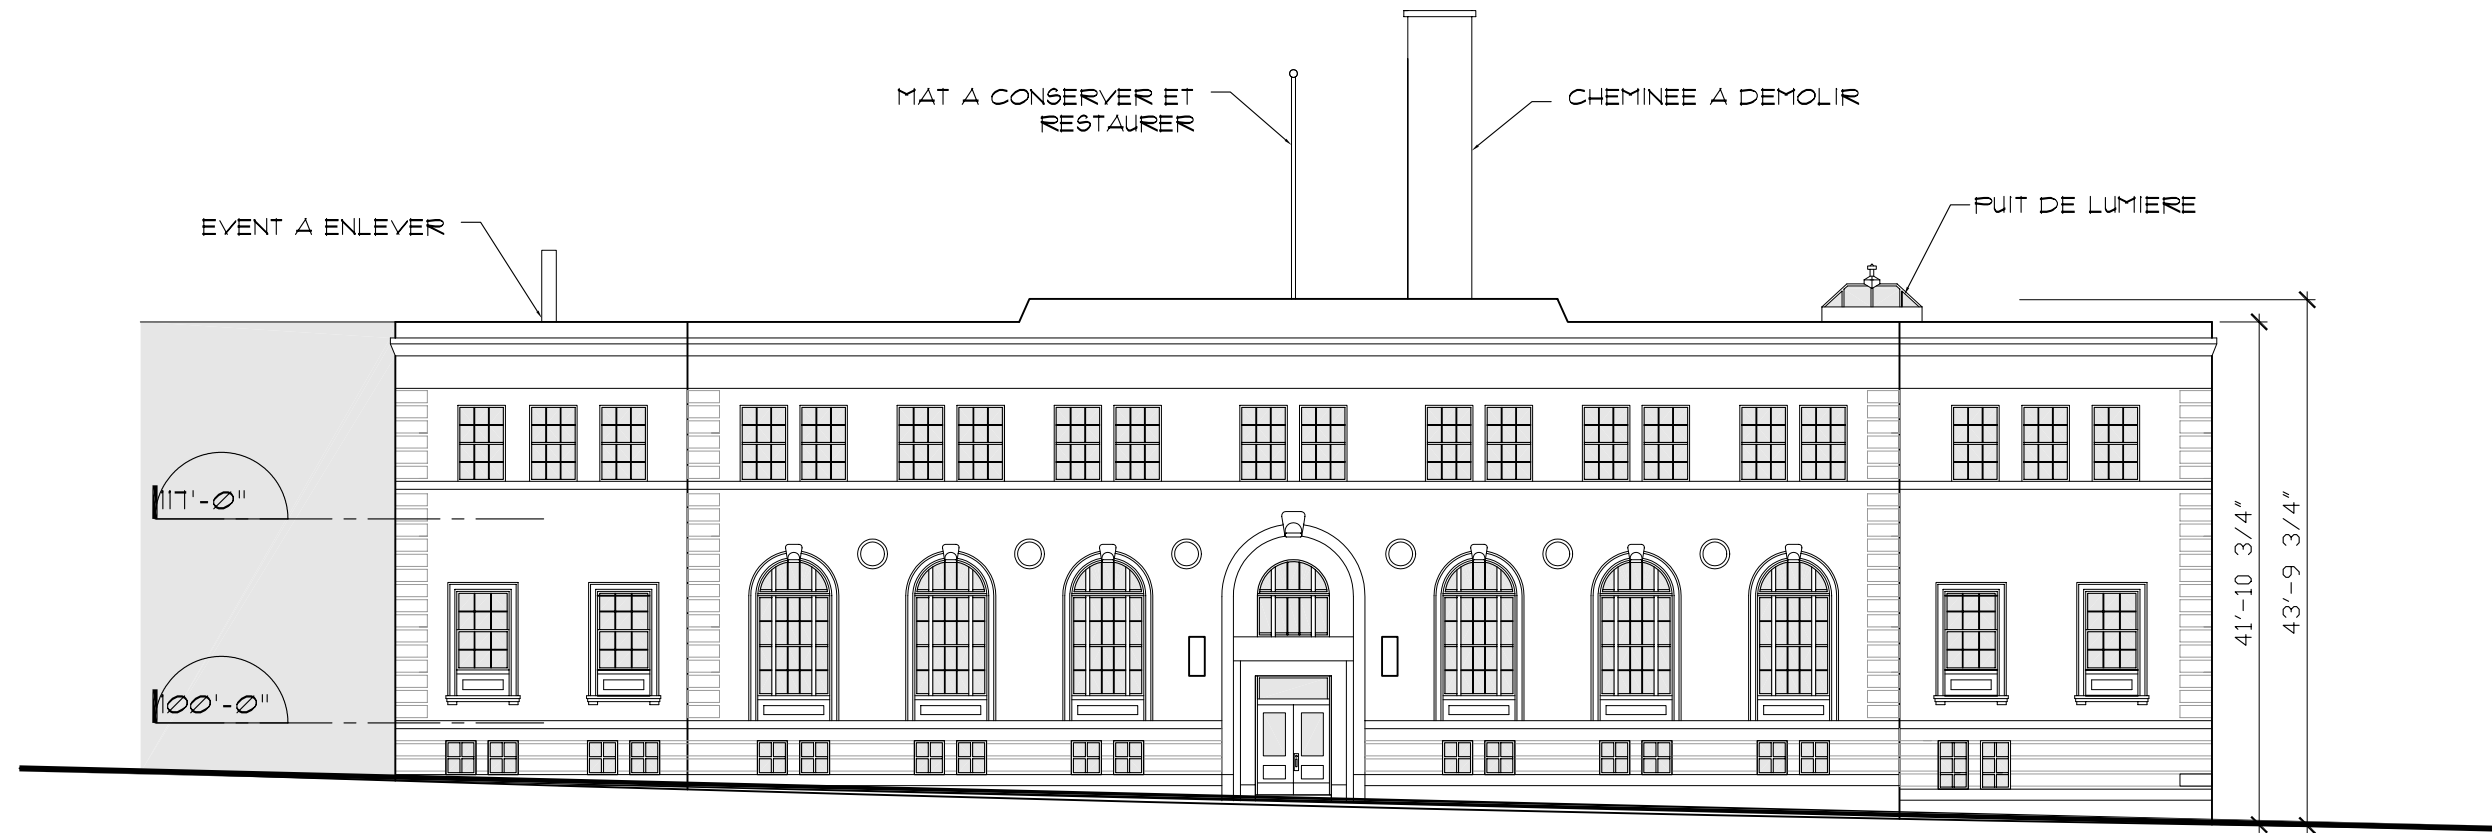 MAT A CONSERVER ET
RESTAURER
CHEMINEE A DEMOLIR
EVENT A ENLEVER
PUIT DE LUMIERE
117'-0"
100'-0"
41'-10 3/4"
43'-9 3/4"